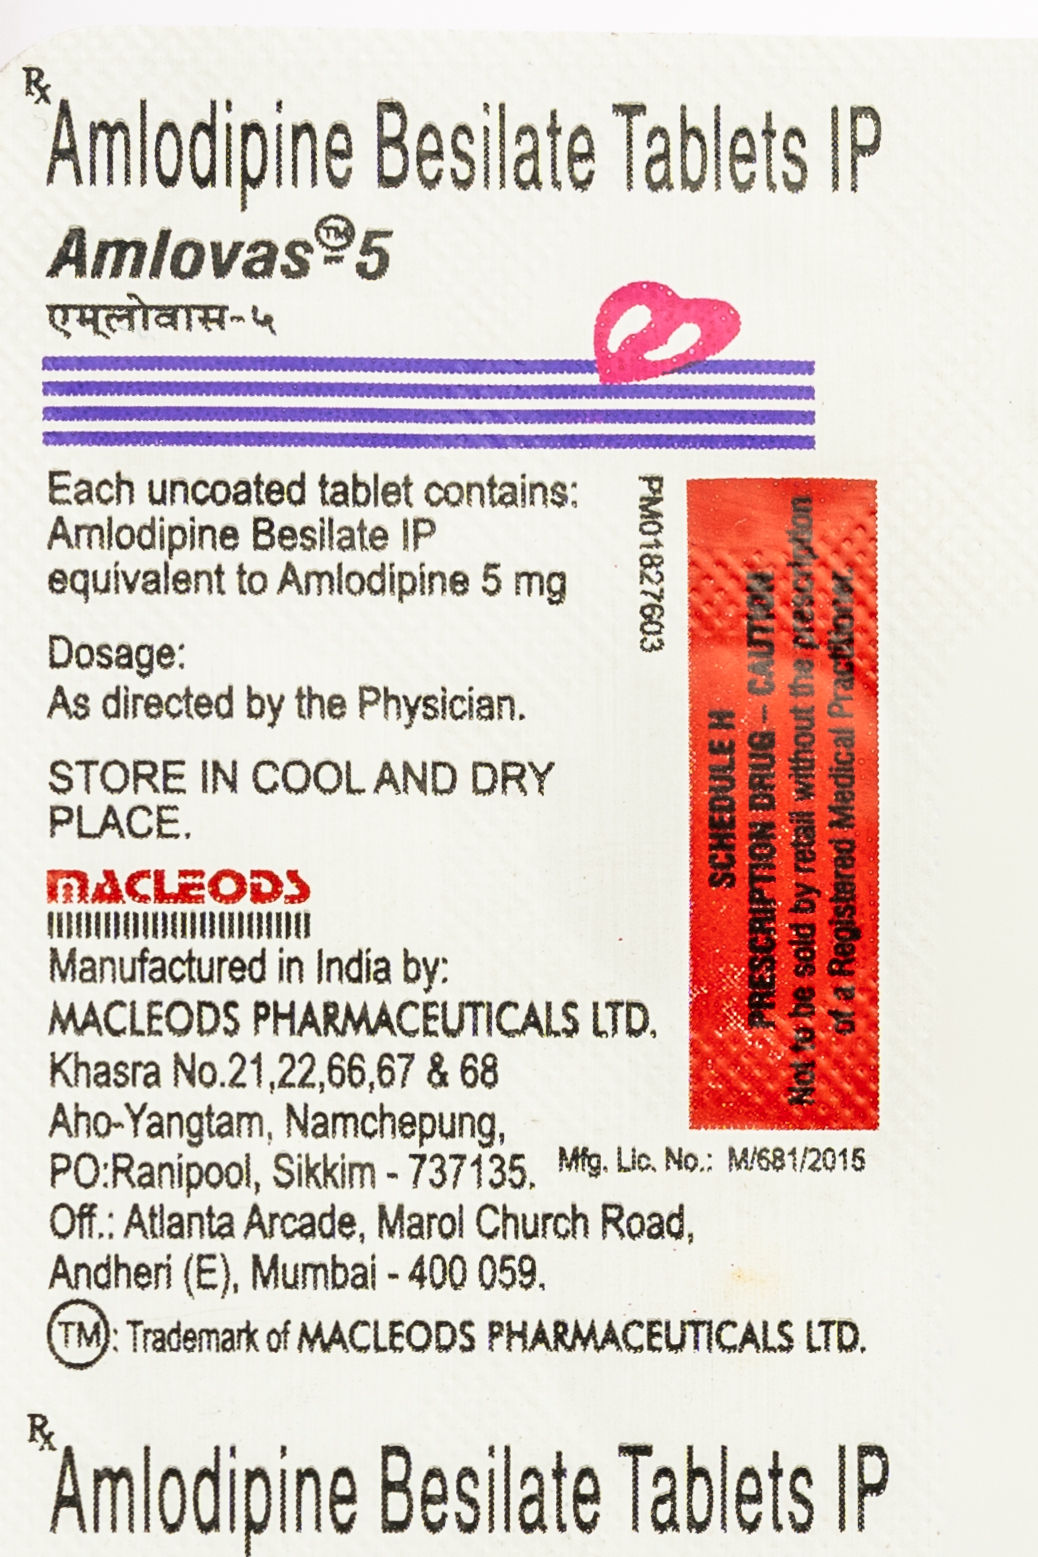 Rx
Amlodipine Besilate Tablets IP
Amlovas™-5
एम्लोवास-५
Each uncoated tablet contains:
Amlodipine Besilate IP
equivalent to Amlodipine 5 mg
Dosage:
As directed by the Physician.
STORE IN COOL AND DRY
PLACE.
PM01827603
SCHEDULE H
PRESCRIPTION DRUG – CAUTION
Not to be sold by retail without the prescription
of a Registered Medical Practitioner.
MACLEODS
Manufactured in India by:
MACLEODS PHARMACEUTICALS LTD.
Khasra No.21,22,66,67 & 68
Aho-Yangtam, Namchepung,
PO:Ranipool, Sikkim - 737135. Mfg. Lic. No.: M/681/2015
Off.: Atlanta Arcade, Marol Church Road,
Andheri (E), Mumbai - 400 059.
TM: Trademark of MACLEODS PHARMACEUTICALS LTD.
Rx
Amlodipine Besilate Tablets IP